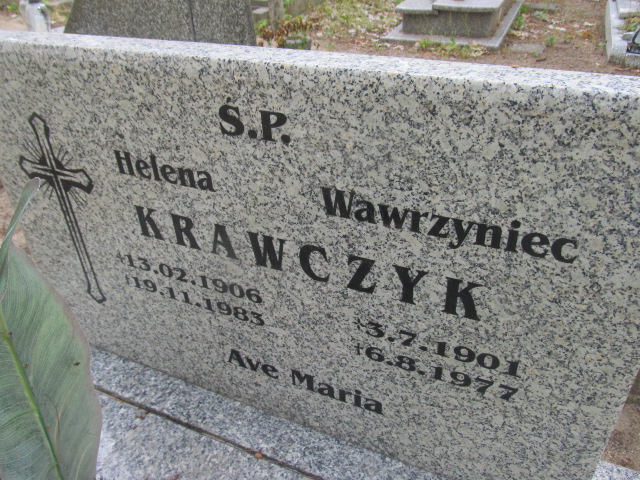 Ś.P.
Helena Wawrzyniec
KRAWCZYK
*13.02.1906 *3.7.1901
†19.11.1983 †6.8.1977
Ave Maria